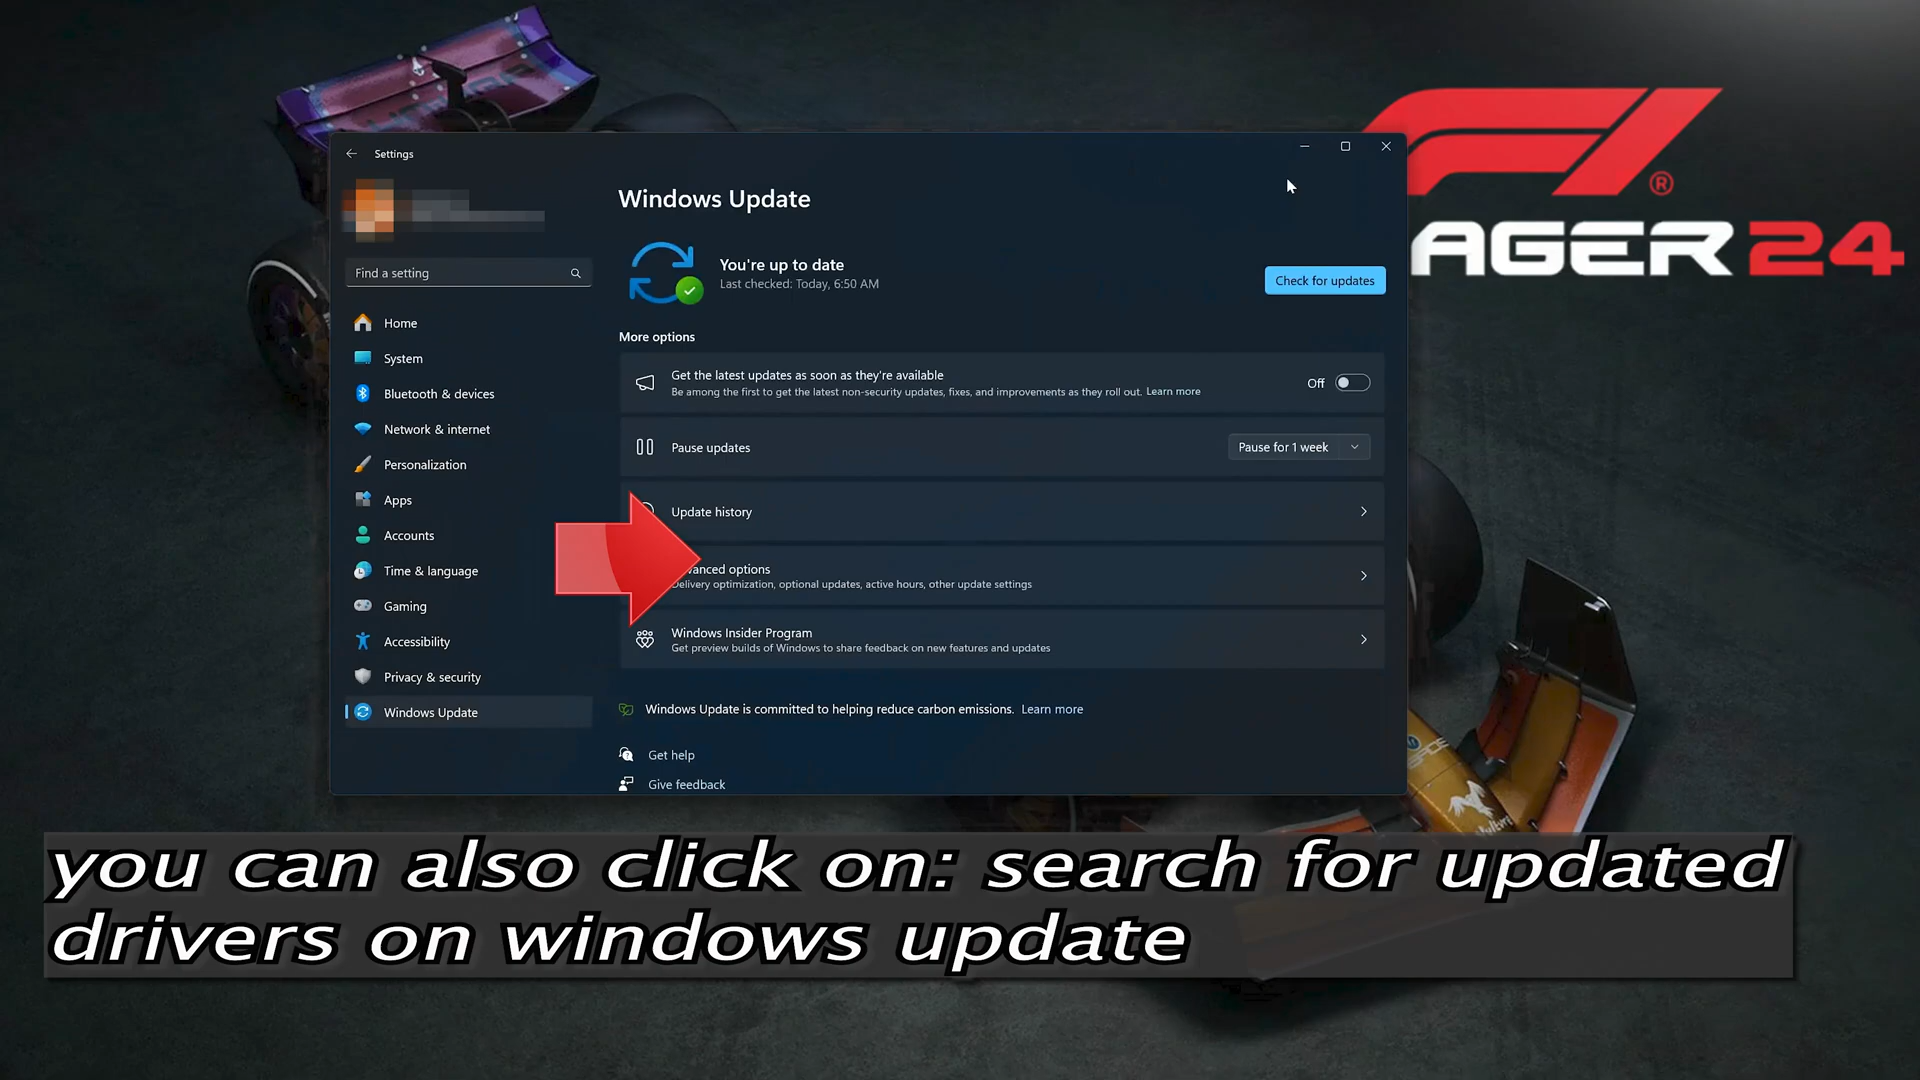 Settings
Windows Update
Find a setting
You're up to date
Last checked: Today, 6:50 AM
Check for updates
More options
Home
System
Bluetooth & devices
Network & internet
Personalization
Apps
Accounts
Time & language
Gaming
Accessibility
Privacy & security
Windows Update
Get the latest updates as soon as they're available
Be among the first to get the latest non-security updates, fixes, and improvements as they roll out. Learn more
Off
Pause updates
Pause for 1 week
Update history
vanced options
Delivery optimization, optional updates, active hours, other update settings
Windows Insider Program
Get preview builds of Windows to share feedback on new features and updates
Windows Update is committed to helping reduce carbon emissions. Learn more
Get help
Give feedback
F1®
AGER 24
you can also click on: search for updated
drivers on windows update